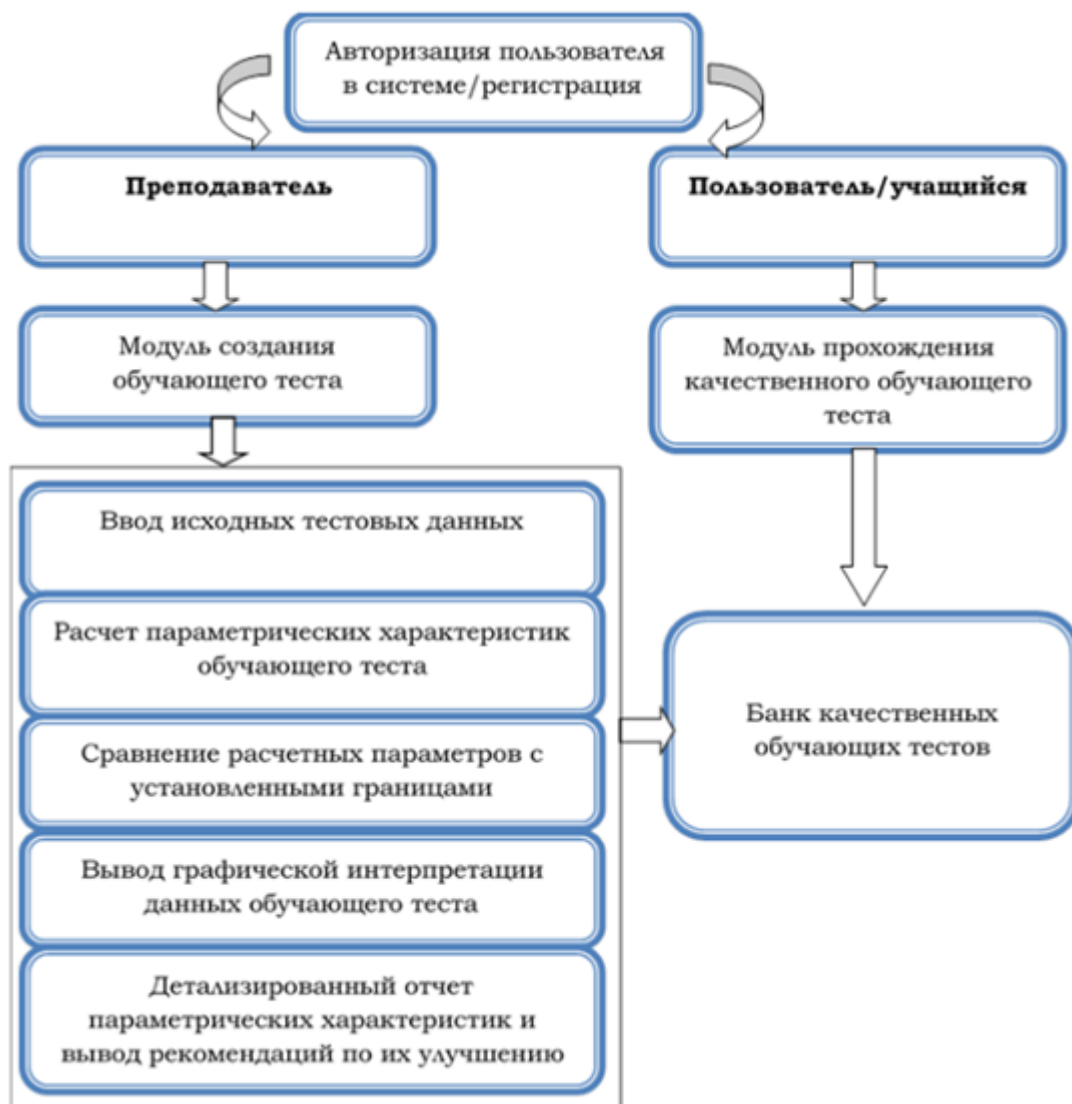 Авторизация пользователя
в системе/регистрация
Преподаватель
Пользователь/учащийся
Модуль создания
обучающего теста
Модуль прохождения
качественного обучающего
теста
Ввод исходных тестовых данных
Расчет параметрических характеристик
обучающего теста
Сравнение расчетных параметров с
установленными границами
Вывод графической интерпретации
данных обучающего теста
Детализированный отчет
параметрических характеристик и
вывод рекомендаций по их улучшению
Банк качественных
обучающих тестов